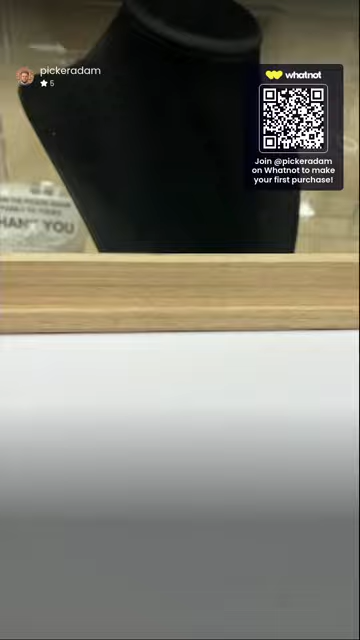 pickeradam
★ 5
whatnot
Join @pickeradam
on Whatnot to make
your first purchase!
THANK YOU